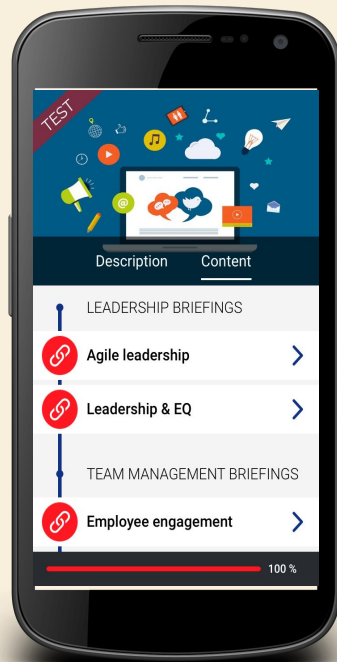 TEST
@
Description Content
LEADERSHIP BRIEFINGS
Agile leadership
Leadership & EQ
TEAM MANAGEMENT BRIEFINGS
Employee engagement
100 %